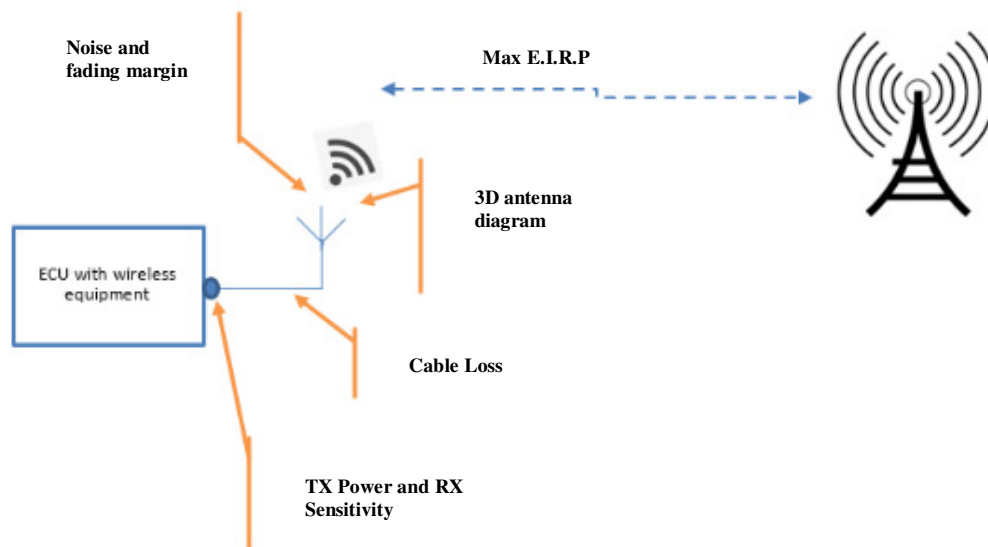 Noise and
fading margin
Max E.I.R.P
3D antenna
diagram
ECU with wireless
equipment
Cable Loss
TX Power and RX
Sensitivity